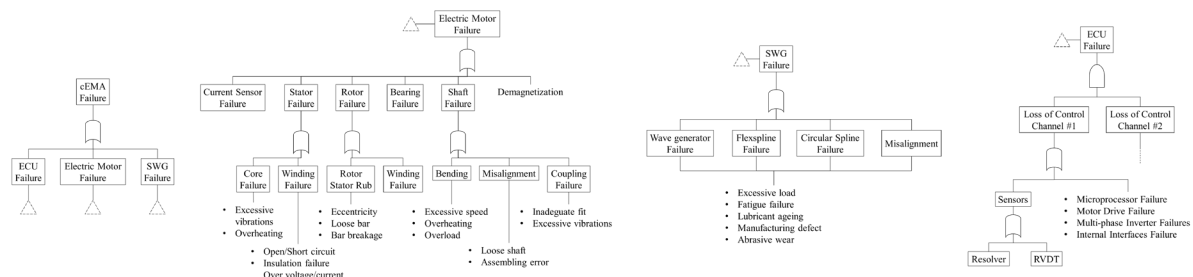 cEMA
Failure
ECU
Failure
Electric Motor
Failure
SWG
Failure
Electric Motor
Failure
Current Sensor
Failure
Stator
Failure
Rotor
Failure
Bearing
Failure
Shaft
Failure
Demagnetization
Core
Failure
Winding
Failure
Rotor
Stator Rub
Winding
Failure
Bending
Misalignment
Coupling
Failure
• Excessive
vibrations
• Overheating
• Open/Short circuit
• Insulation failure
Over voltage/current
• Eccentricity
• Loose bar
• Bar breakage
• Excessive speed
• Overheating
• Overload
• Loose shaft
• Assembling error
• Inadeguate fit
• Excessive vibrations
SWG
Failure
Wave generator
Failure
Flexspline
Failure
Circular Spline
Failure
Misalignment
• Excessive load
• Fatigue failure
• Lubricant ageing
• Manufacturing defect
• Abrasive wear
ECU
Failure
Loss of Control
Channel #1
Loss of Control
Channel #2
Sensors
• Microprocessor Failure
• Motor Drive Failure
• Multi-phase Inverter Failures
• Internal Interfaces Failure
Resolver
RVDT